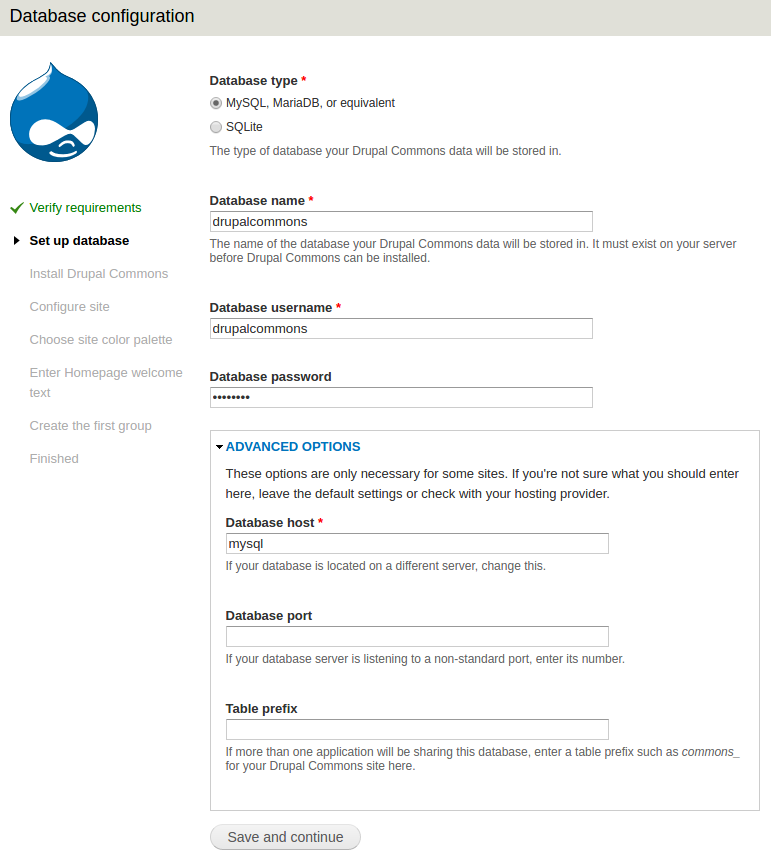 Database configuration
Verify requirements
Set up database
Install Drupal Commons
Configure site
Choose site color palette
Enter Homepage welcome
text
Create the first group
Finished
Database type *
MySQL, MariaDB, or equivalent
SQLite
The type of database your Drupal Commons data will be stored in.
Database name *
drupalcommons
The name of the database your Drupal Commons data will be stored in. It must exist on your server
before Drupal Commons can be installed.
Database username *
drupalcommons
Database password
••••••••
ADVANCED OPTIONS
These options are only necessary for some sites. If you're not sure what you should enter
here, leave the default settings or check with your hosting provider.
Database host *
mysql
If your database is located on a different server, change this.
Database port
If your database server is listening to a non-standard port, enter its number.
Table prefix
If more than one application will be sharing this database, enter a table prefix such as commons_
for your Drupal Commons site here.
Save and continue